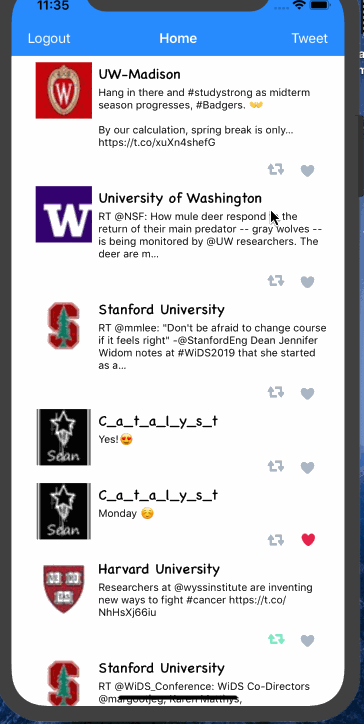 11:35
Logout Home Tweet
UW-Madison
Hang in there and #studystrong as midterm
season progresses, #Badgers. 👐
By our calculation, spring break is only...
https://t.co/xuXn4shefG
W
University of Washington
RT @NSF: How mule deer respond to the
return of their main predator -- gray wolves --
is being monitored by @UW researchers. The
deer are m...
W
Stanford University
RT @mmlee: "Don't be afraid to change course
if it feels right" -@StanfordEng Dean Jennifer
Widom notes at #WiDS2019 that she started
as a...
S
C_a_t_a_l_y_s_t
Yes!😍
Sean
C_a_t_a_l_y_s_t
Monday ☺️
Sean
Harvard University
Researchers at @wyssinstitute are inventing
new ways to fight #cancer https://t.co/
NhHsXj66iu
Stanford University
RT @WiDS_Conference: WiDS Co-Directors
@margootjeg, Karen Matthys,